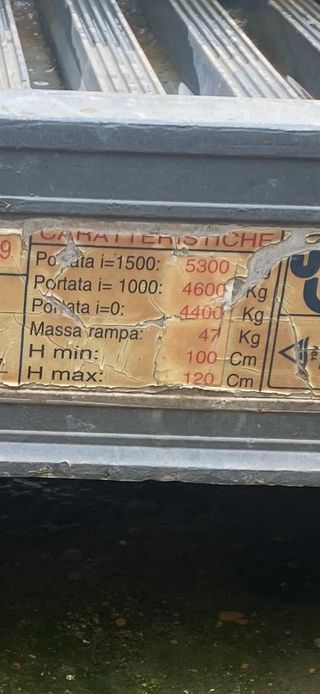 9
CARATTERISTICHE
Portata i=1500: 5300
Portata i= 1000: 4600 Kg
Portata i=0: 4400 Kg
Massa rampa: 47 Kg
H min: 100 Cm
H max: 120 Cm